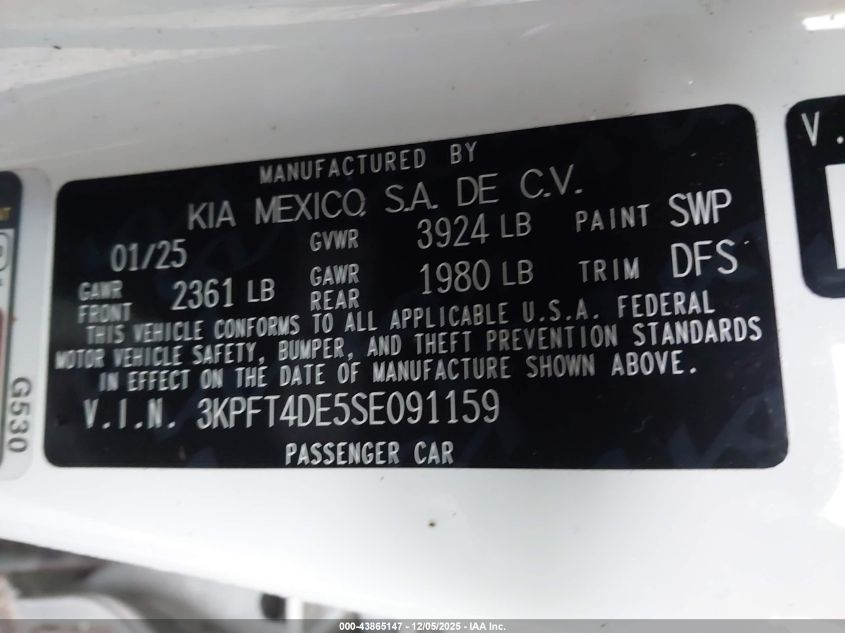 MANUFACTURED BY
KIA MEXICO, S.A. DE C.V.
01/25 GVWR 3924 LB PAINT SWP
GAWR FRONT 2361 LB GAWR REAR 1980 LB TRIM DFS
THIS VEHICLE CONFORMS TO ALL APPLICABLE U.S.A. FEDERAL
MOTOR VEHICLE SAFETY, BUMPER, AND THEFT PREVENTION STANDARDS
IN EFFECT ON THE DATE OF MANUFACTURE SHOWN ABOVE.
V.I.N. 3KPFT4DE5SE091159
PASSENGER CAR
G530
V.
000-43865147 - 12/05/2025 - IAA Inc.